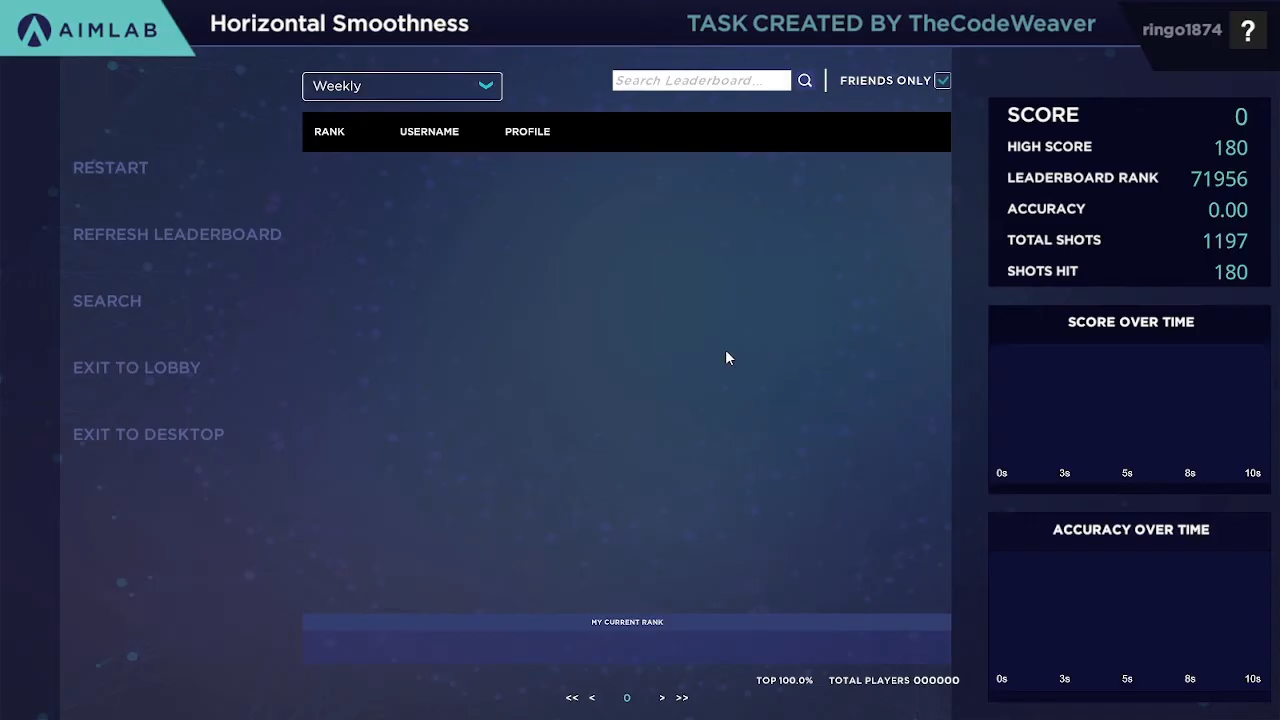 AIMLAB
Horizontal Smoothness
TASK CREATED BY TheCodeWeaver
ringo1874
?
Weekly
Search Leaderboard...
FRIENDS ONLY
RANK USERNAME PROFILE
RESTART
REFRESH LEADERBOARD
SEARCH
EXIT TO LOBBY
EXIT TO DESKTOP
SCORE 0
HIGH SCORE 180
LEADERBOARD RANK 71956
ACCURACY 0.00
TOTAL SHOTS 1197
SHOTS HIT 180
SCORE OVER TIME
0s 3s 5s 8s 10s
ACCURACY OVER TIME
0s 3s 5s 8s 10s
MY CURRENT RANK
TOP 100.0% TOTAL PLAYERS 000000
<< < 0 > >>